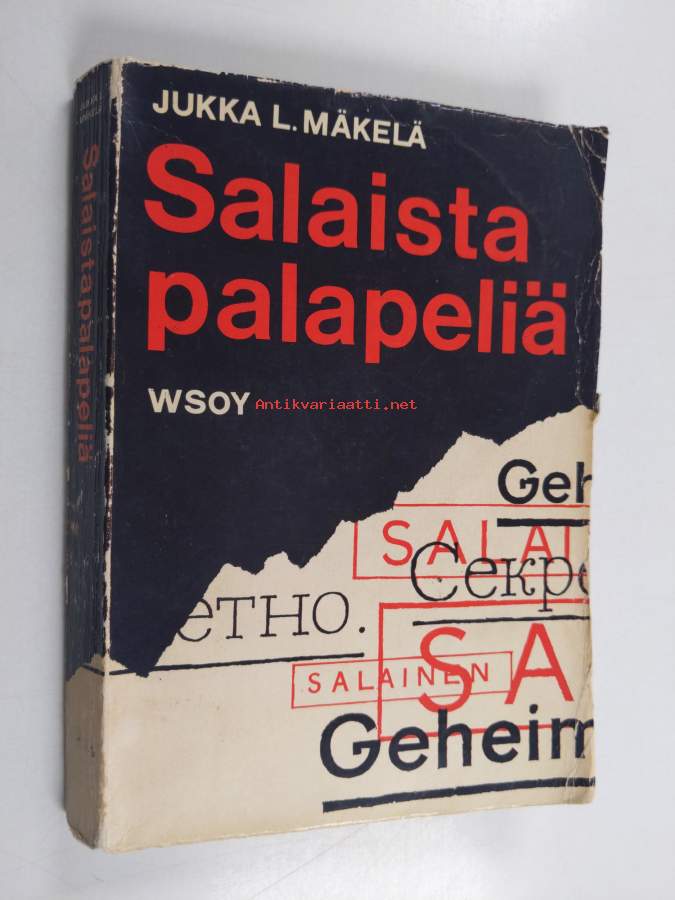 JUKKA L. MÄKELÄ
Salaista
palapeliä
WSOY
Antikvariaatti.net
Geh
SALAI
Секре
етно.
SA
SALAINEN
Geheim
Salaista palapeliä